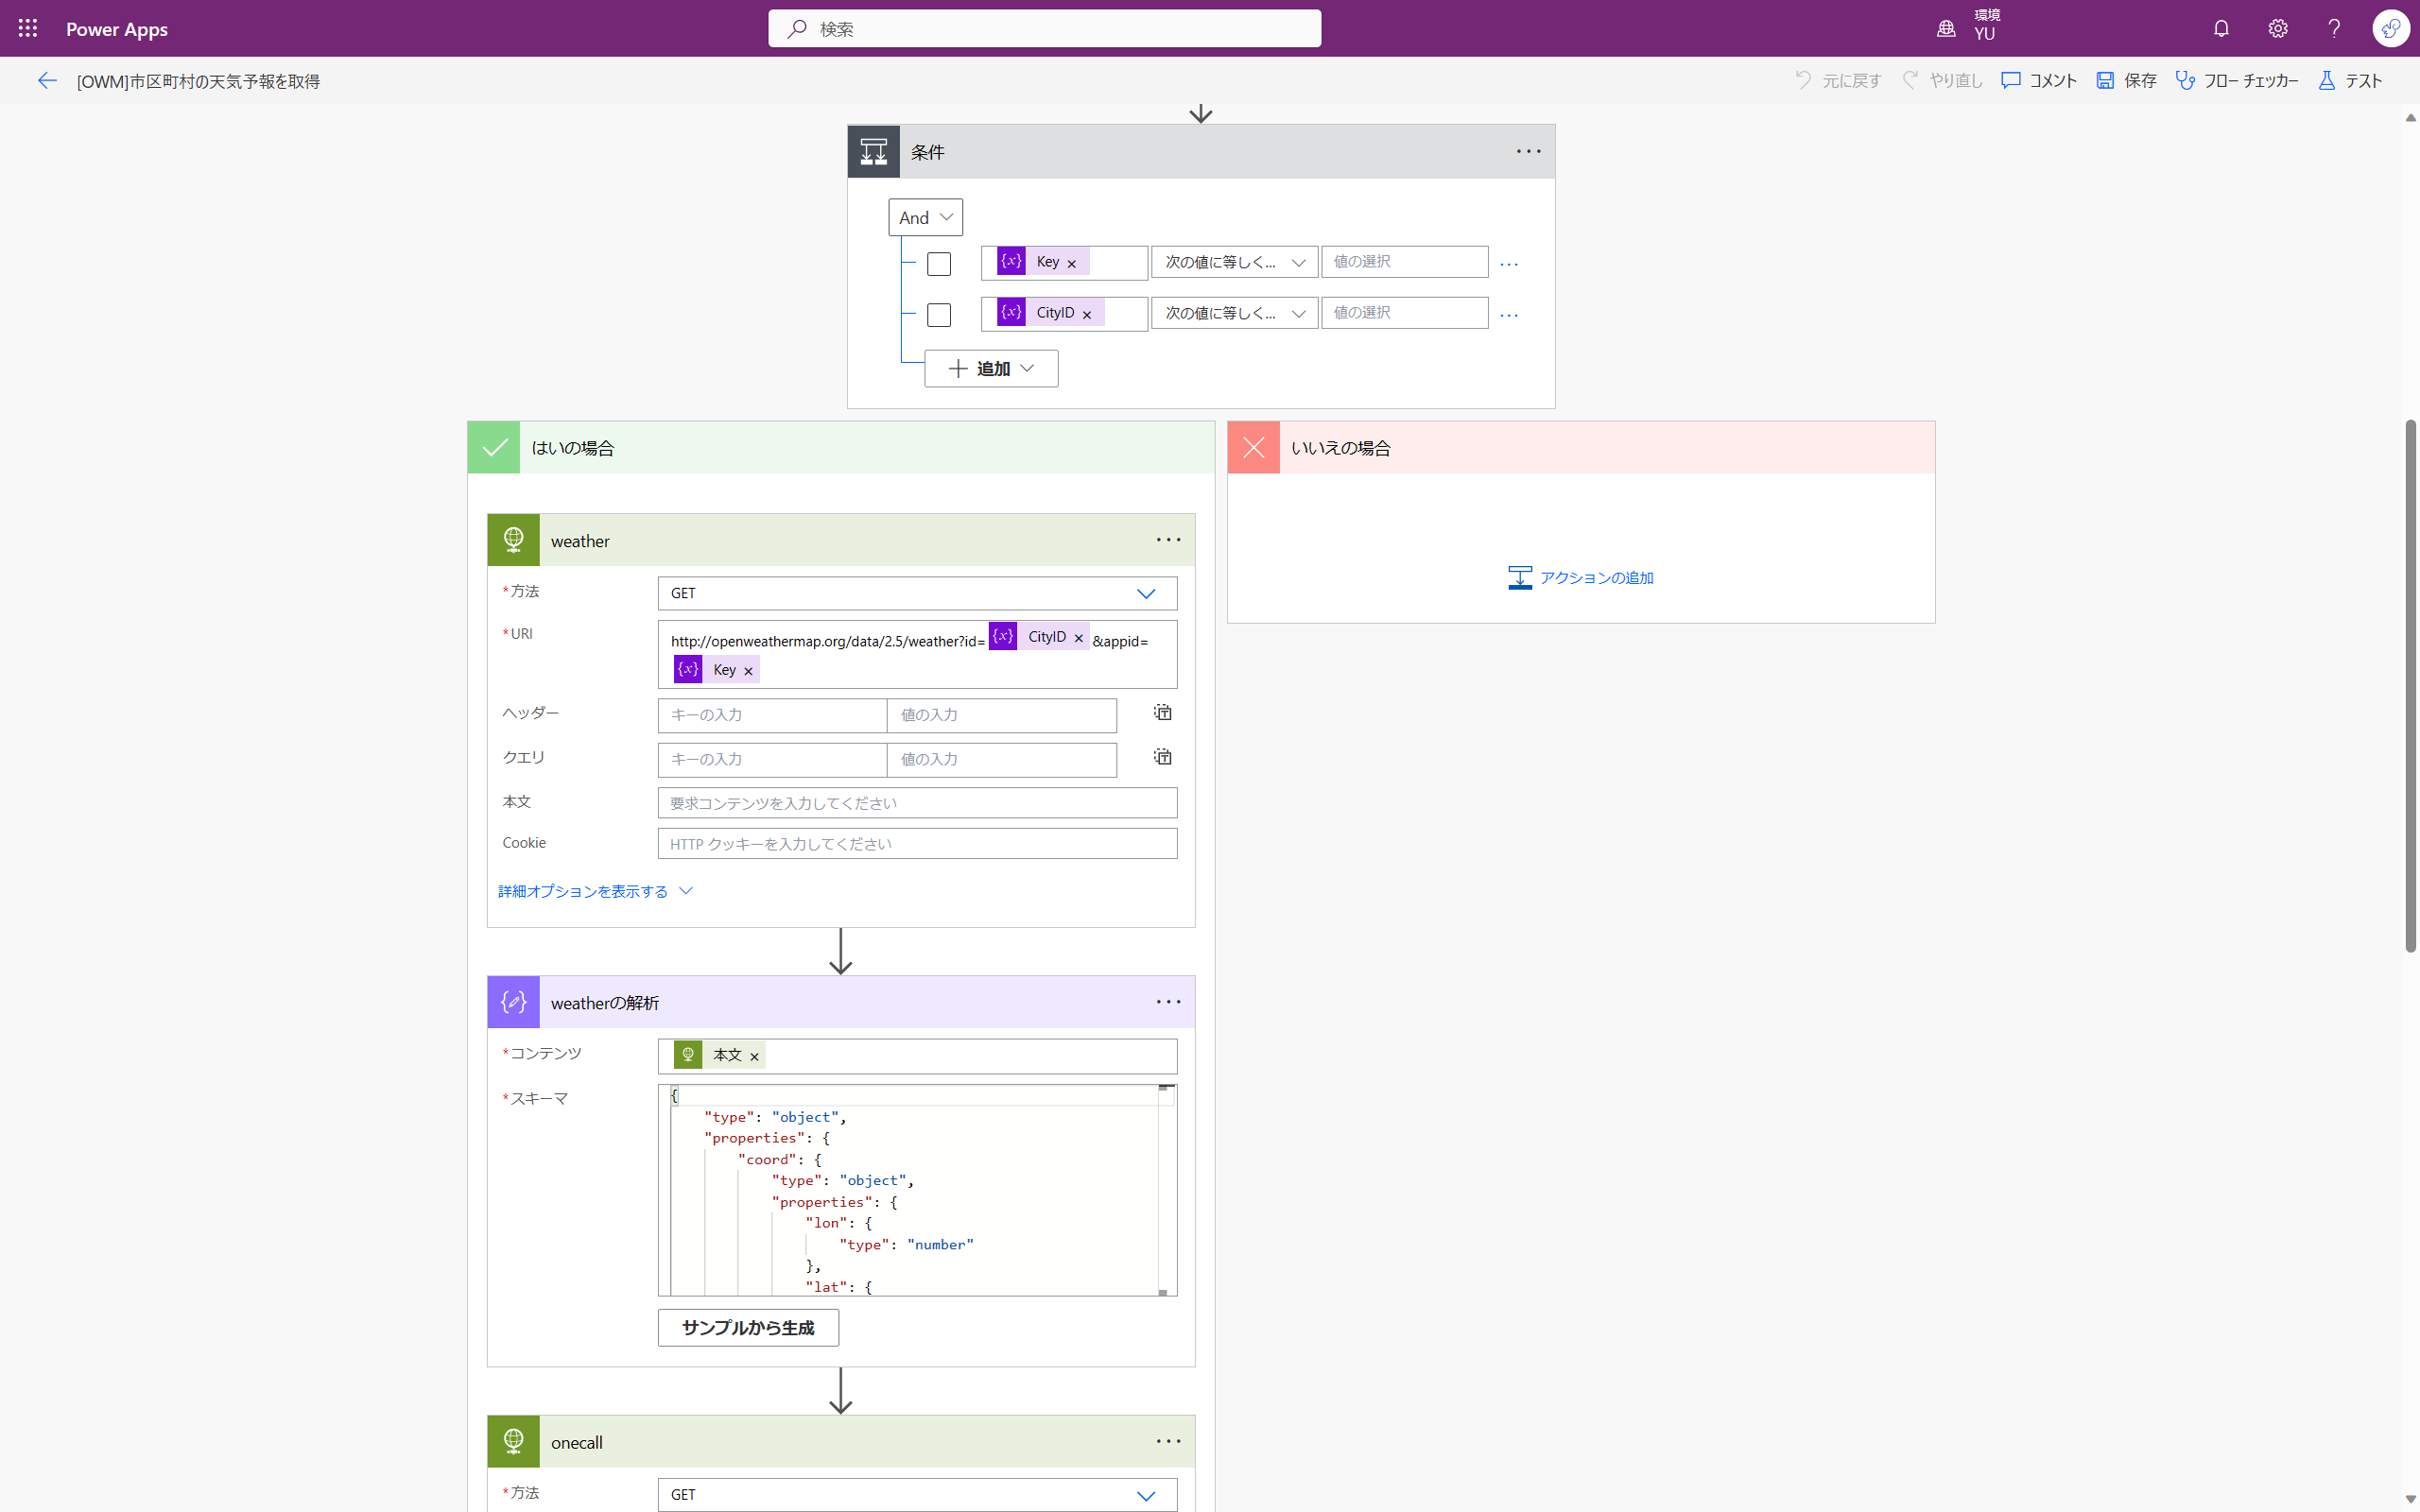 Power Apps
検索
環境
YU
[OWM]市区町村の天気予報を取得
元に戻す
やり直し
コメント
保存
フロー チェッカー
テスト
条件
And
{x} Key × 次の値に等しく... 値の選択
{x} CityID × 次の値に等しく... 値の選択
追加
はいの場合
いいえの場合
アクションの追加
weather
*方法 GET
*URI http://openweathermap.org/data/2.5/weather?id= {x} CityID × &appid=
{x} Key ×
ヘッダー キーの入力 値の入力
クエリ キーの入力 値の入力
本文 要求コンテンツを入力してください
Cookie HTTP クッキーを入力してください
詳細オプションを表示する
weatherの解析
*コンテンツ 本文 ×
*スキーマ {
"type": "object",
"properties": {
"coord": {
"type": "object",
"properties": {
"lon": {
"type": "number"
},
"lat": {
サンプルから生成
onecall
*方法 GET